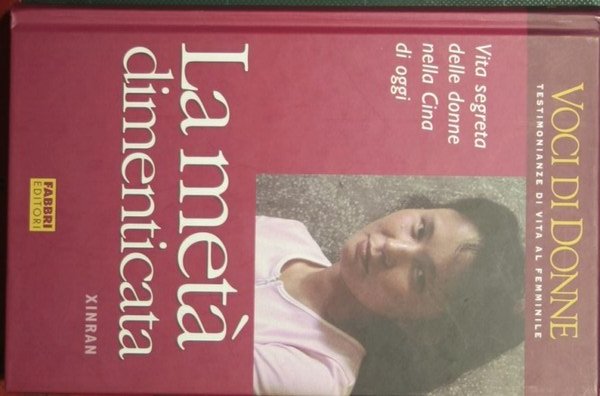 VOCI DI DONNE
TESTIMONIANZE DI VITA AL FEMMINILE
Vita segreta
delle donne
nella Cina
di oggi
La metà
dimenticata
FABBRI
EDITORI
XINRAN